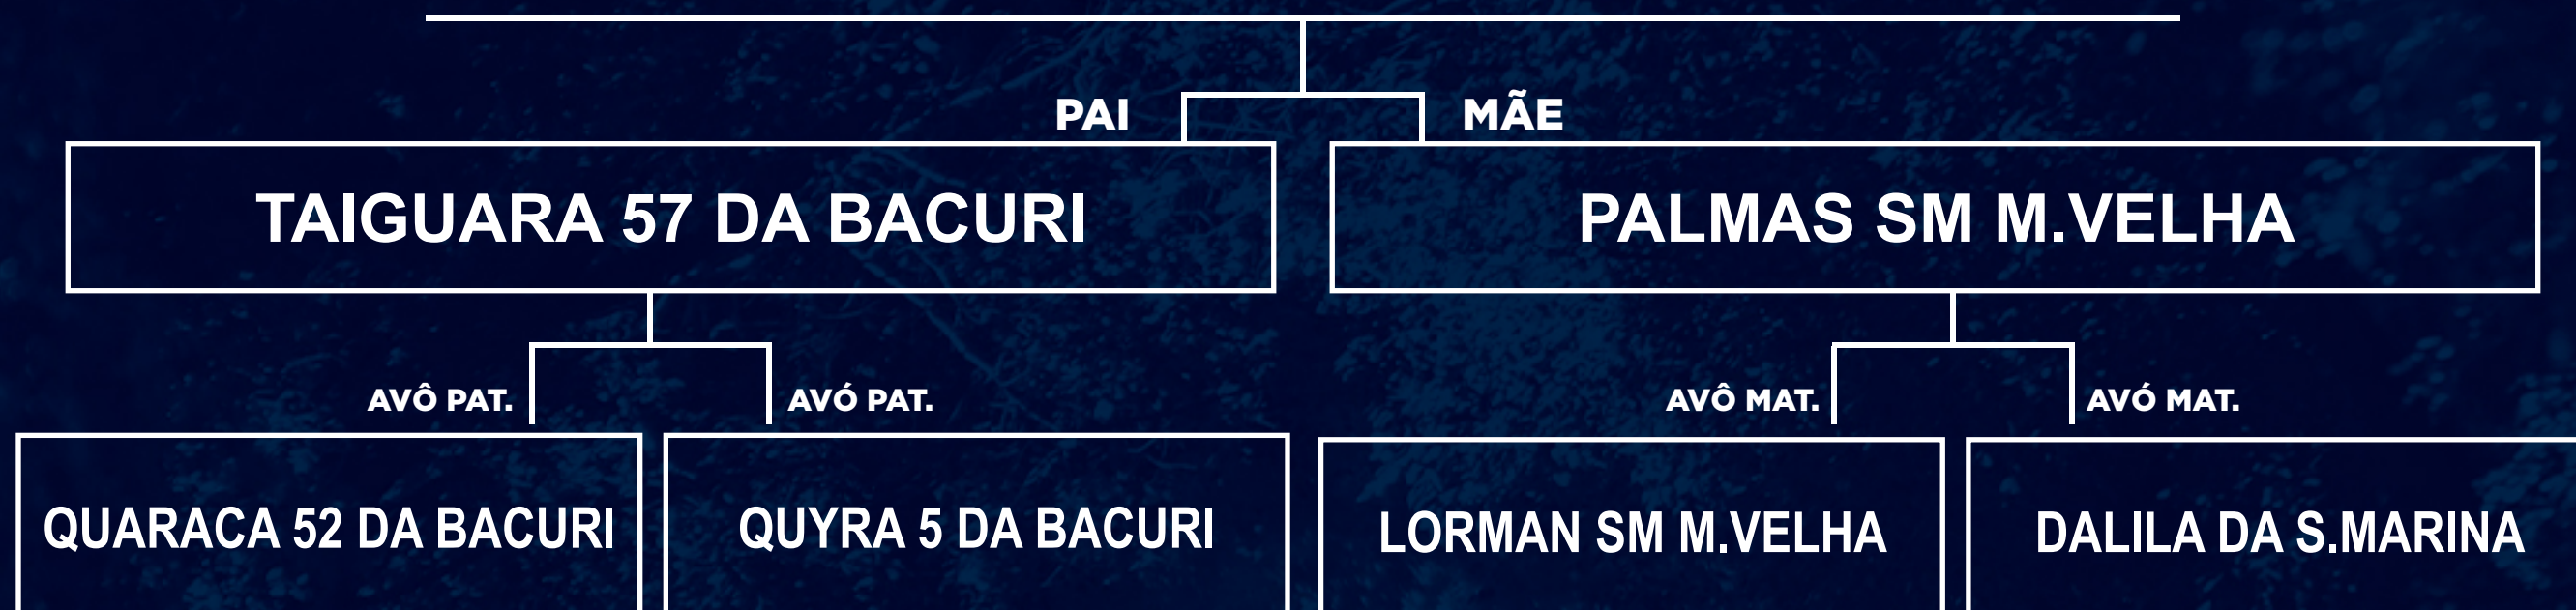 PAI MÃE
TAIGUARA 57 DA BACURI PALMAS SM M.VELHA
AVÔ PAT. AVÓ PAT. AVÔ MAT. AVÓ MAT.
QUARACA 52 DA BACURI QUYRA 5 DA BACURI LORMAN SM M.VELHA DALILA DA S.MARINA